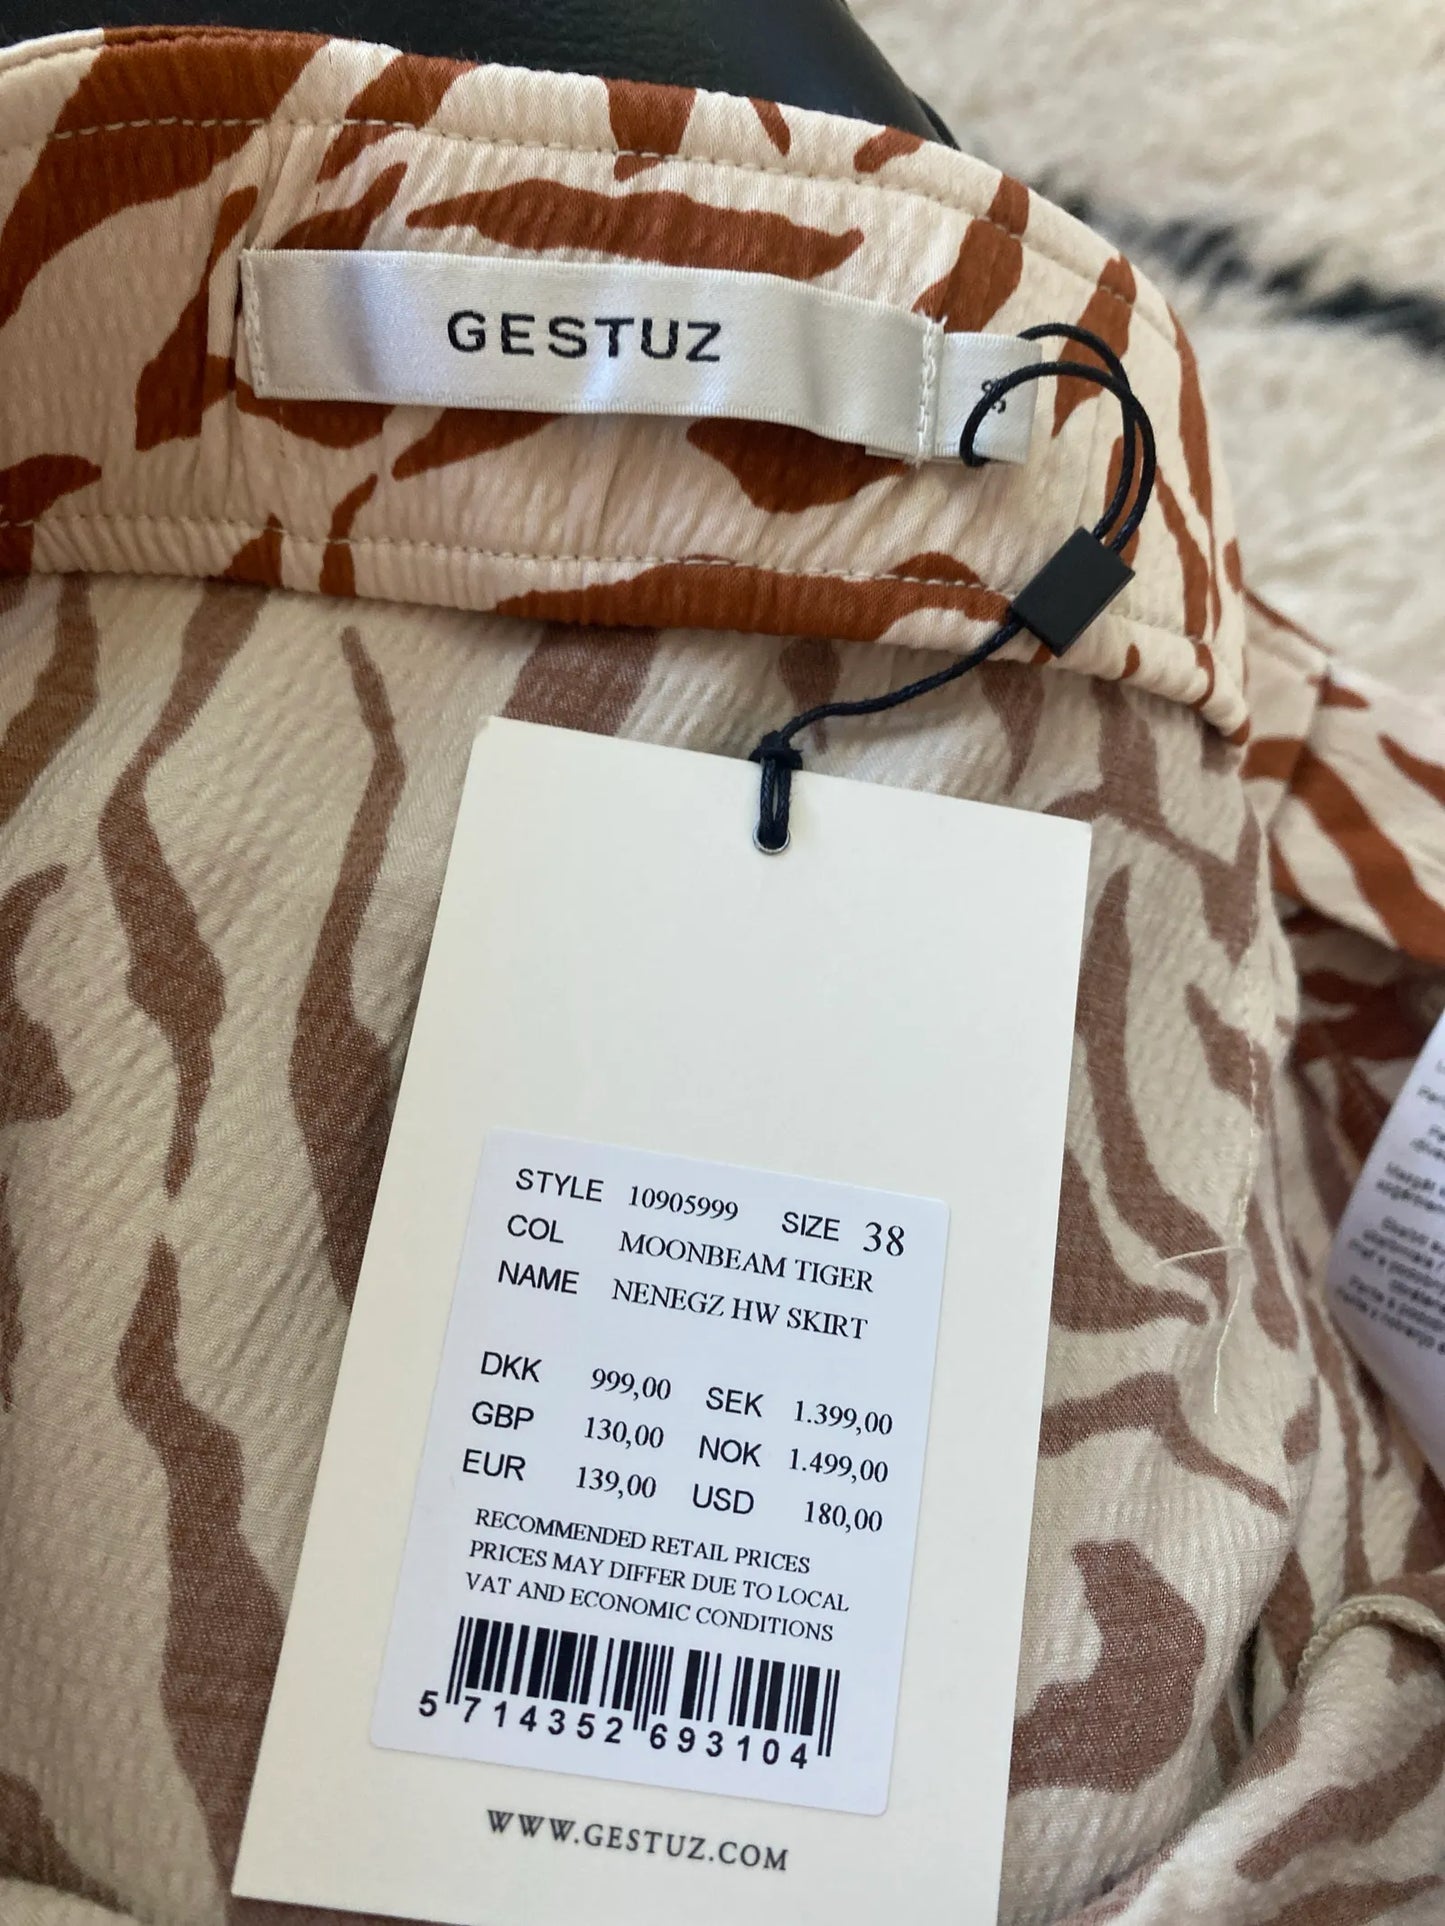 GESTUZ
38
STYLE 10905999 SIZE 38
COL MOONBEAM TIGER
NAME NENEGZ HW SKIRT
DKK 999,00 SEK 1.399,00
GBP 130,00 NOK 1.499,00
EUR 139,00 USD 180,00
RECOMMENDED RETAIL PRICES
PRICES MAY DIFFER DUE TO LOCAL
VAT AND ECONOMIC CONDITIONS
5 714352 693104
WWW.GESTUZ.COM